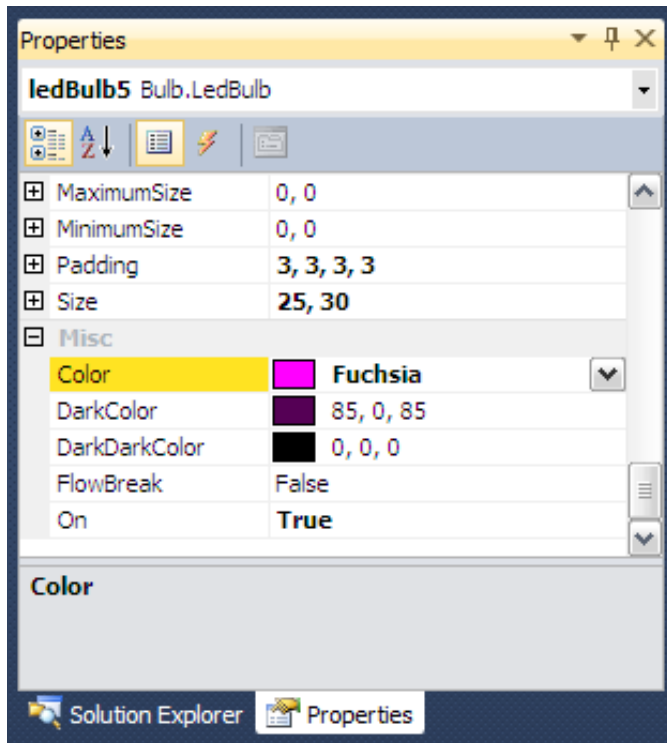 Properties
ledBulb5 Bulb.LedBulb
MaximumSize 0, 0
MinimumSize 0, 0
Padding 3, 3, 3, 3
Size 25, 30
Misc
Color Fuchsia
DarkColor 85, 0, 85
DarkDarkColor 0, 0, 0
FlowBreak False
On True
Color
Solution Explorer Properties